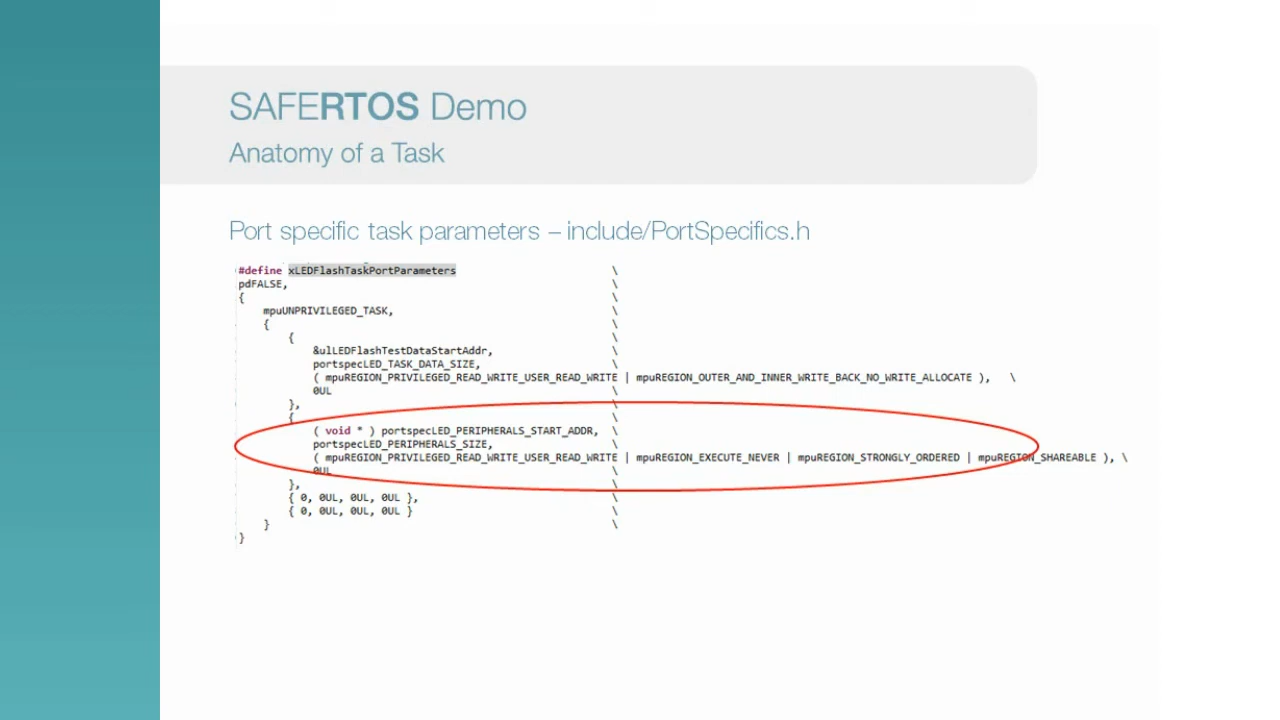 SAFERTOS Demo
Anatomy of a Task
Port specific task parameters – include/PortSpecifics.h
#define xLEDFlashTaskPortParameters \
pdFALSE, \
{ \
mpuUNPRIVILEGED_TASK, \
{ \
{ \
&ulLEDFlashTestDataStartAddr, \
portspecLED_TASK_DATA_SIZE, \
( mpuREGION_PRIVILEGED_READ_WRITE_USER_READ_WRITE | mpuREGION_OUTER_AND_INNER_WRITE_BACK_NO_WRITE_ALLOCATE ), \
0UL \
}, \
{ \
( void * ) portspecLED_PERIPHERALS_START_ADDR, \
portspecLED_PERIPHERALS_SIZE, \
( mpuREGION_PRIVILEGED_READ_WRITE_USER_READ_WRITE | mpuREGION_EXECUTE_NEVER | mpuREGION_STRONGLY_ORDERED | mpuREGION_SHAREABLE ), \
0UL \
}, \
{ 0, 0UL, 0UL, 0UL }, \
{ 0, 0UL, 0UL, 0UL } \
} \
}